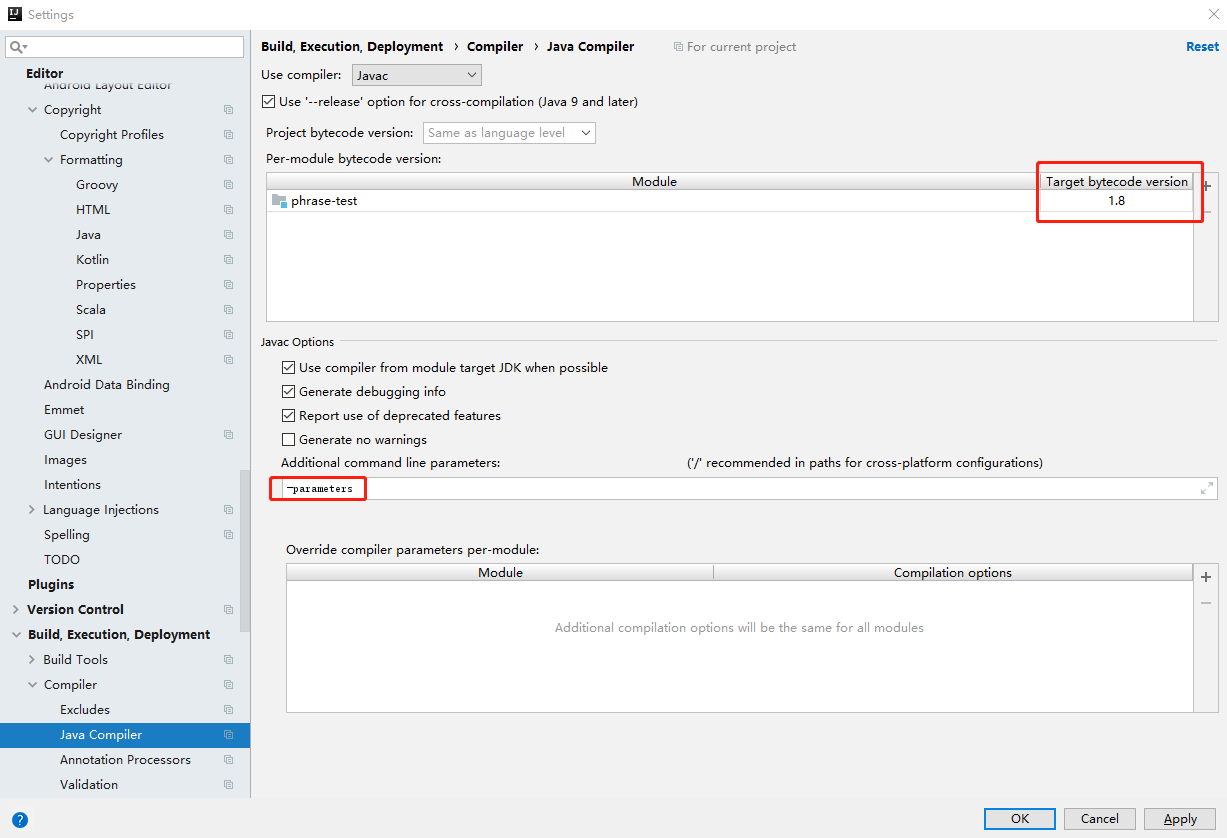 Settings
Editor
Android Layout Editor
Copyright
Copyright Profiles
Formatting
Groovy
HTML
Java
Kotlin
Properties
Scala
SPI
XML
Android Data Binding
Emmet
GUI Designer
Images
Intentions
Language Injections
Spelling
TODO
Plugins
Version Control
Build, Execution, Deployment
Build Tools
Compiler
Excludes
Java Compiler
Annotation Processors
Validation
Build, Execution, Deployment › Compiler › Java Compiler For current project Reset
Use compiler: Javac
Use '--release' option for cross-compilation (Java 9 and later)
Project bytecode version: Same as language level
Per-module bytecode version:
Module Target bytecode version
phrase-test 1.8
Javac Options
Use compiler from module target JDK when possible
Generate debugging info
Report use of deprecated features
Generate no warnings
Additional command line parameters: ('/' recommended in paths for cross-platform configurations)
-parameters
Override compiler parameters per-module:
Module Compilation options
Additional compilation options will be the same for all modules
? OK Cancel Apply